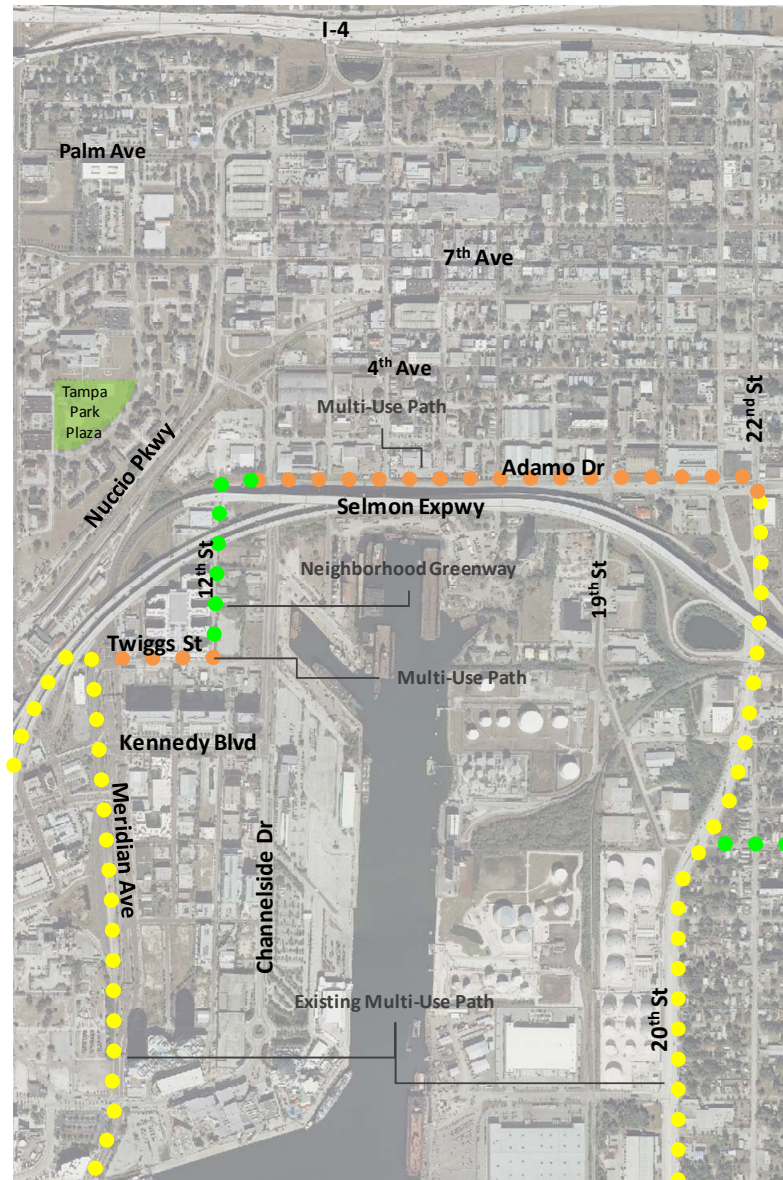 I-4
Palm Ave
7th Ave
4th Ave
Multi-Use Path
Tampa
Park
Plaza
22nd St
Nuccio Pkwy
Adamo Dr
Selmon Expwy
12th St
Neighborhood Greenway
19th St
Twiggs St
Multi-Use Path
Kennedy Blvd
Meridian Ave
Channelside Dr
Existing Multi-Use Path
20th St